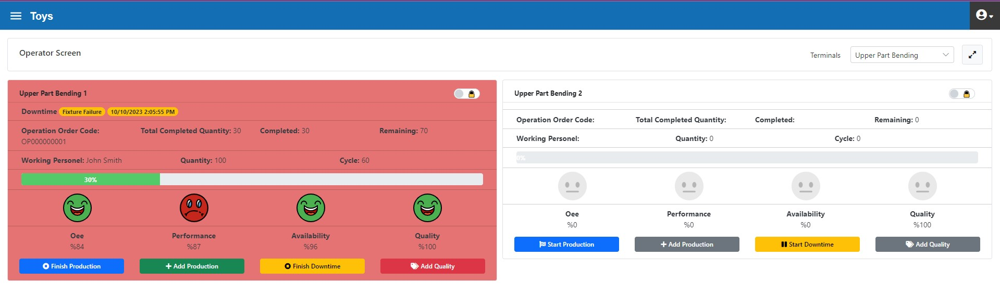 Toys
Operator Screen
Terminals Upper Part Bending
Upper Part Bending 1
Downtime Fixture Failure 10/10/2023 2:05:55 PM
Operation Order Code: Total Completed Quantity: 30 Completed: 30 Remaining: 70
OP000000001
Working Personel: John Smith Quantity: 100 Cycle: 60
30%
Oee Performance Availability Quality
%84 %87 %96 %100
Finish Production Add Production Finish Downtime Add Quality
Upper Part Bending 2
Operation Order Code: Total Completed Quantity: Completed: Remaining: 0
Working Personel: Quantity: 0 Cycle: 0
0%
Oee Performance Availability Quality
%0 %0 %0 %100
Start Production Add Production Start Downtime Add Quality